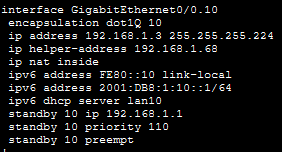 interface GigabitEthernet0/0.10
encapsulation dot1Q 10
ip address 192.168.1.3 255.255.255.224
ip helper-address 192.168.1.68
ip nat inside
ipv6 address FE80::10 link-local
ipv6 address 2001:DB8:1:10::1/64
ipv6 dhcp server lan10
standby 10 ip 192.168.1.1
standby 10 priority 110
standby 10 preempt